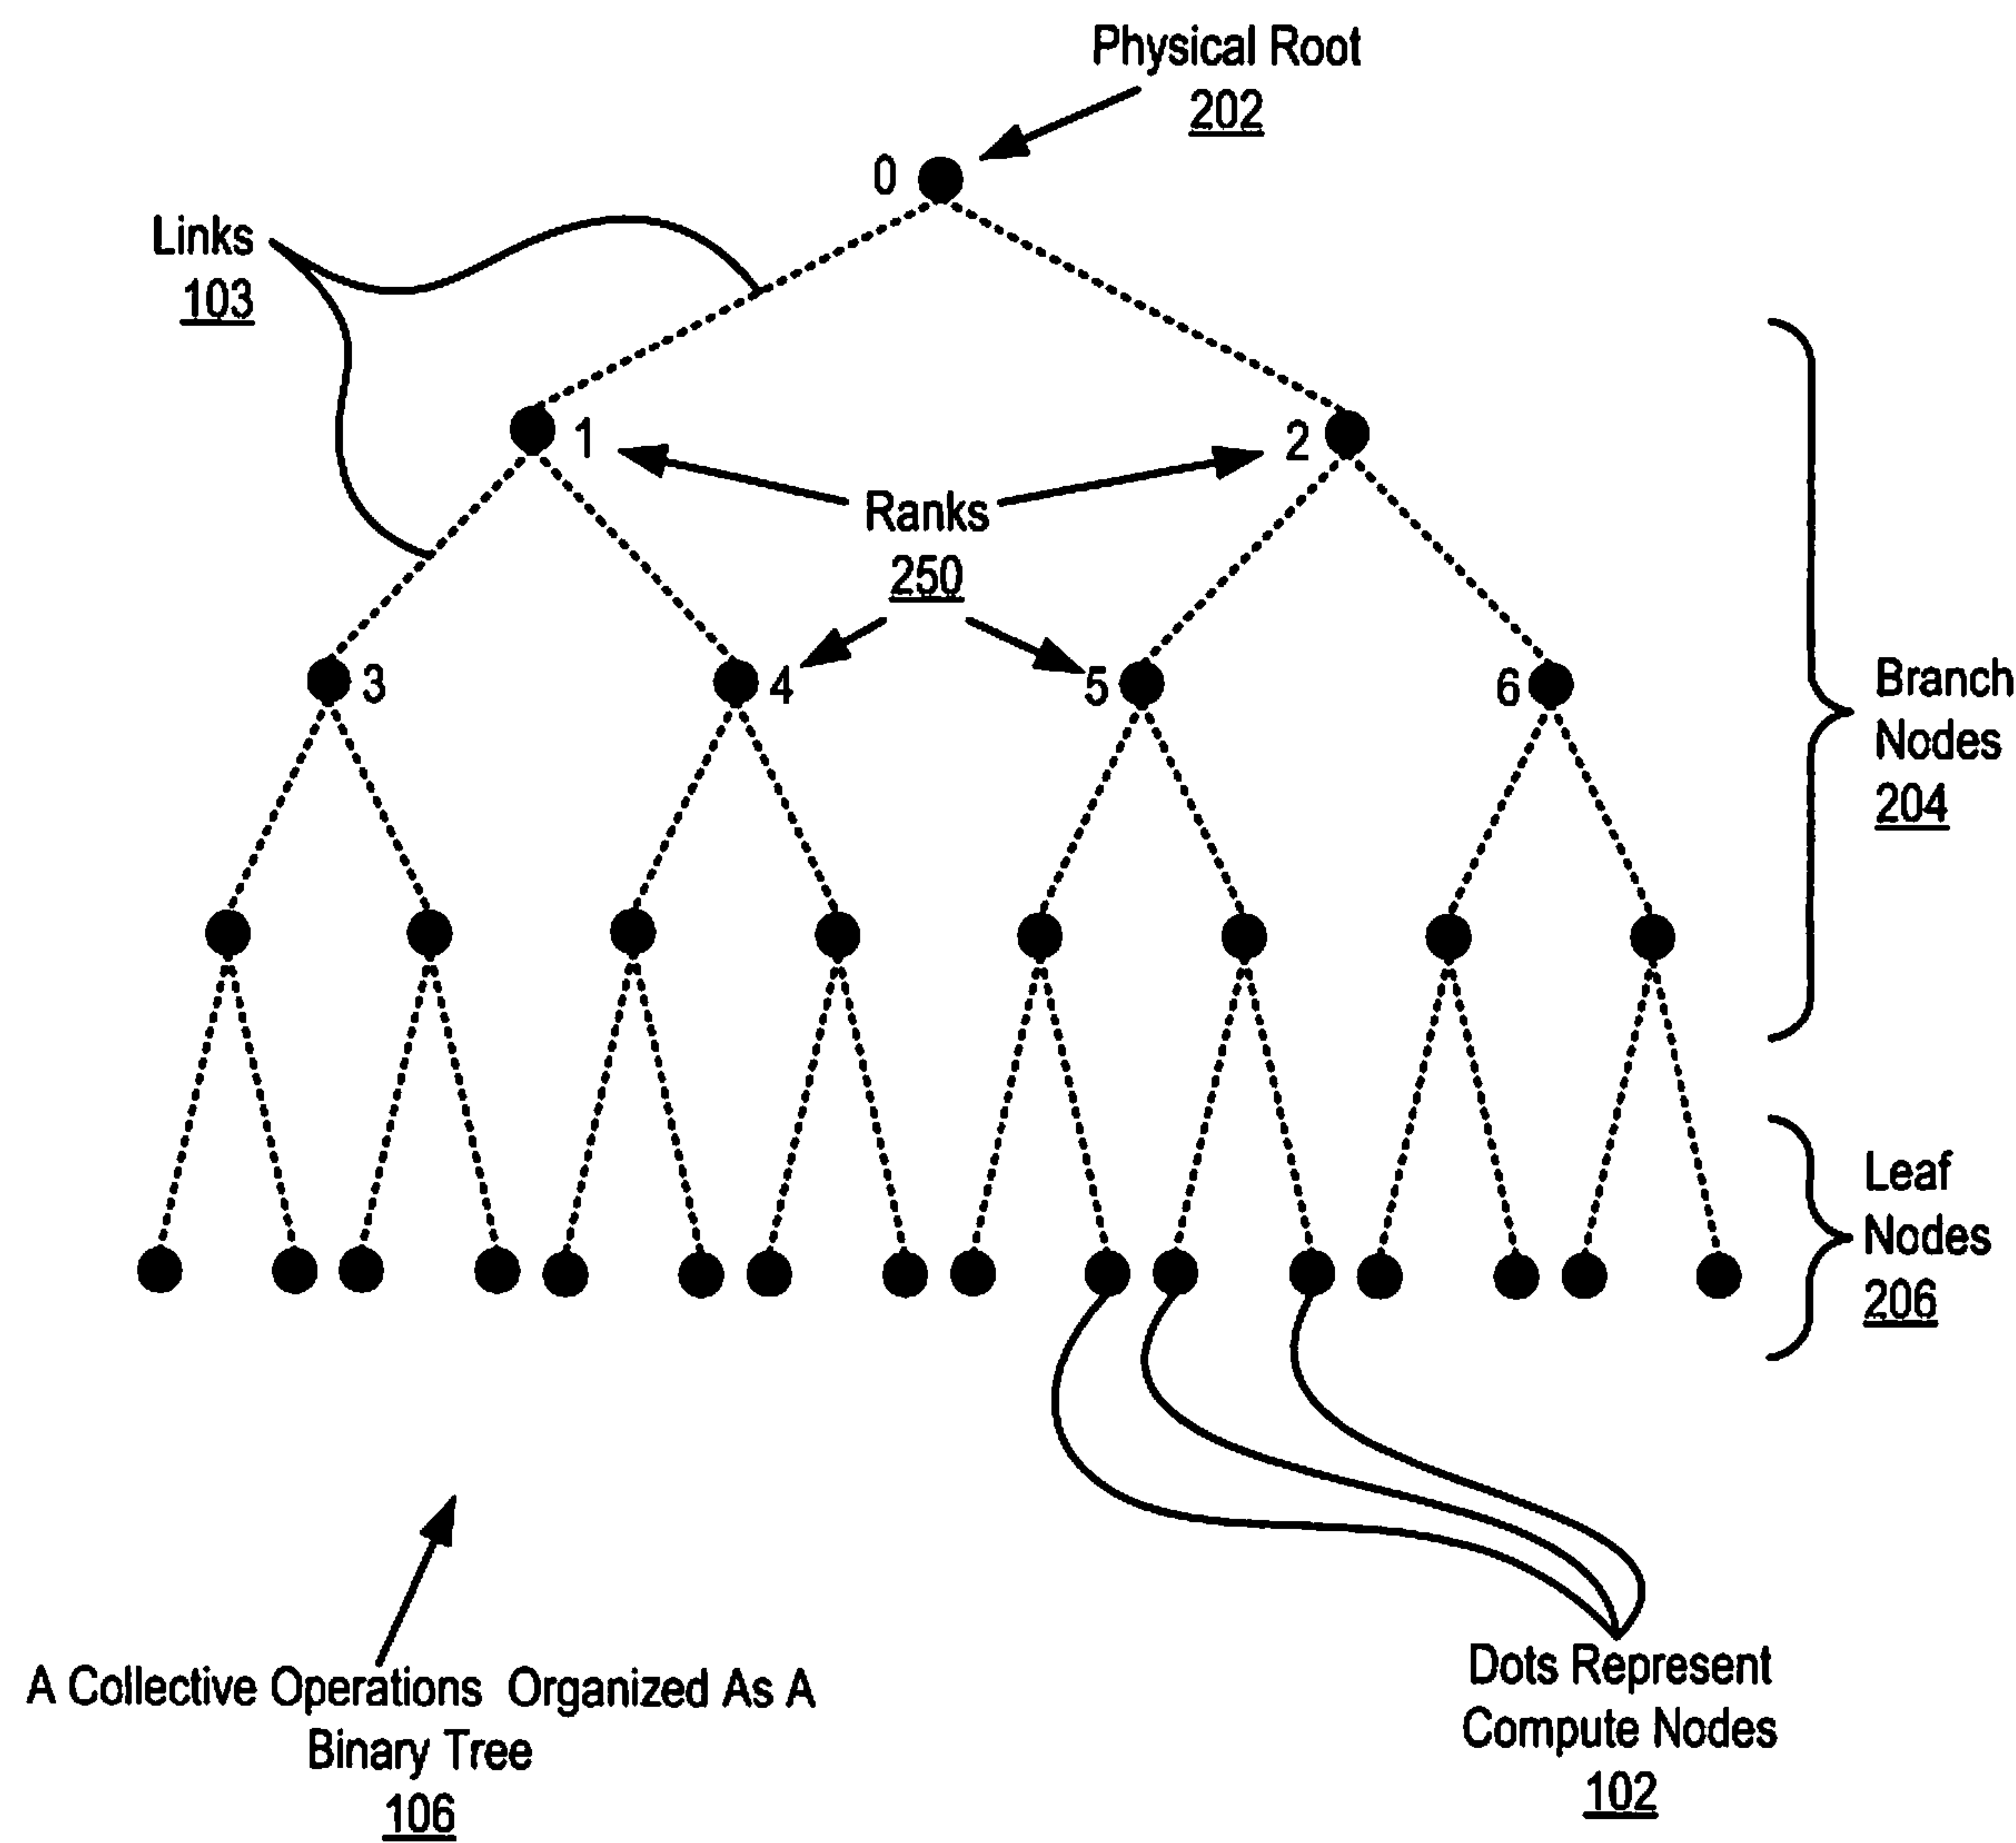 Physical Root
202
0
Links
103
1
2
Ranks
250
3
4
5
6
Branch
Nodes
204
Leaf
Nodes
206
A Collective Operations Organized As A
Binary Tree
106
Dots Represent
Compute Nodes
102